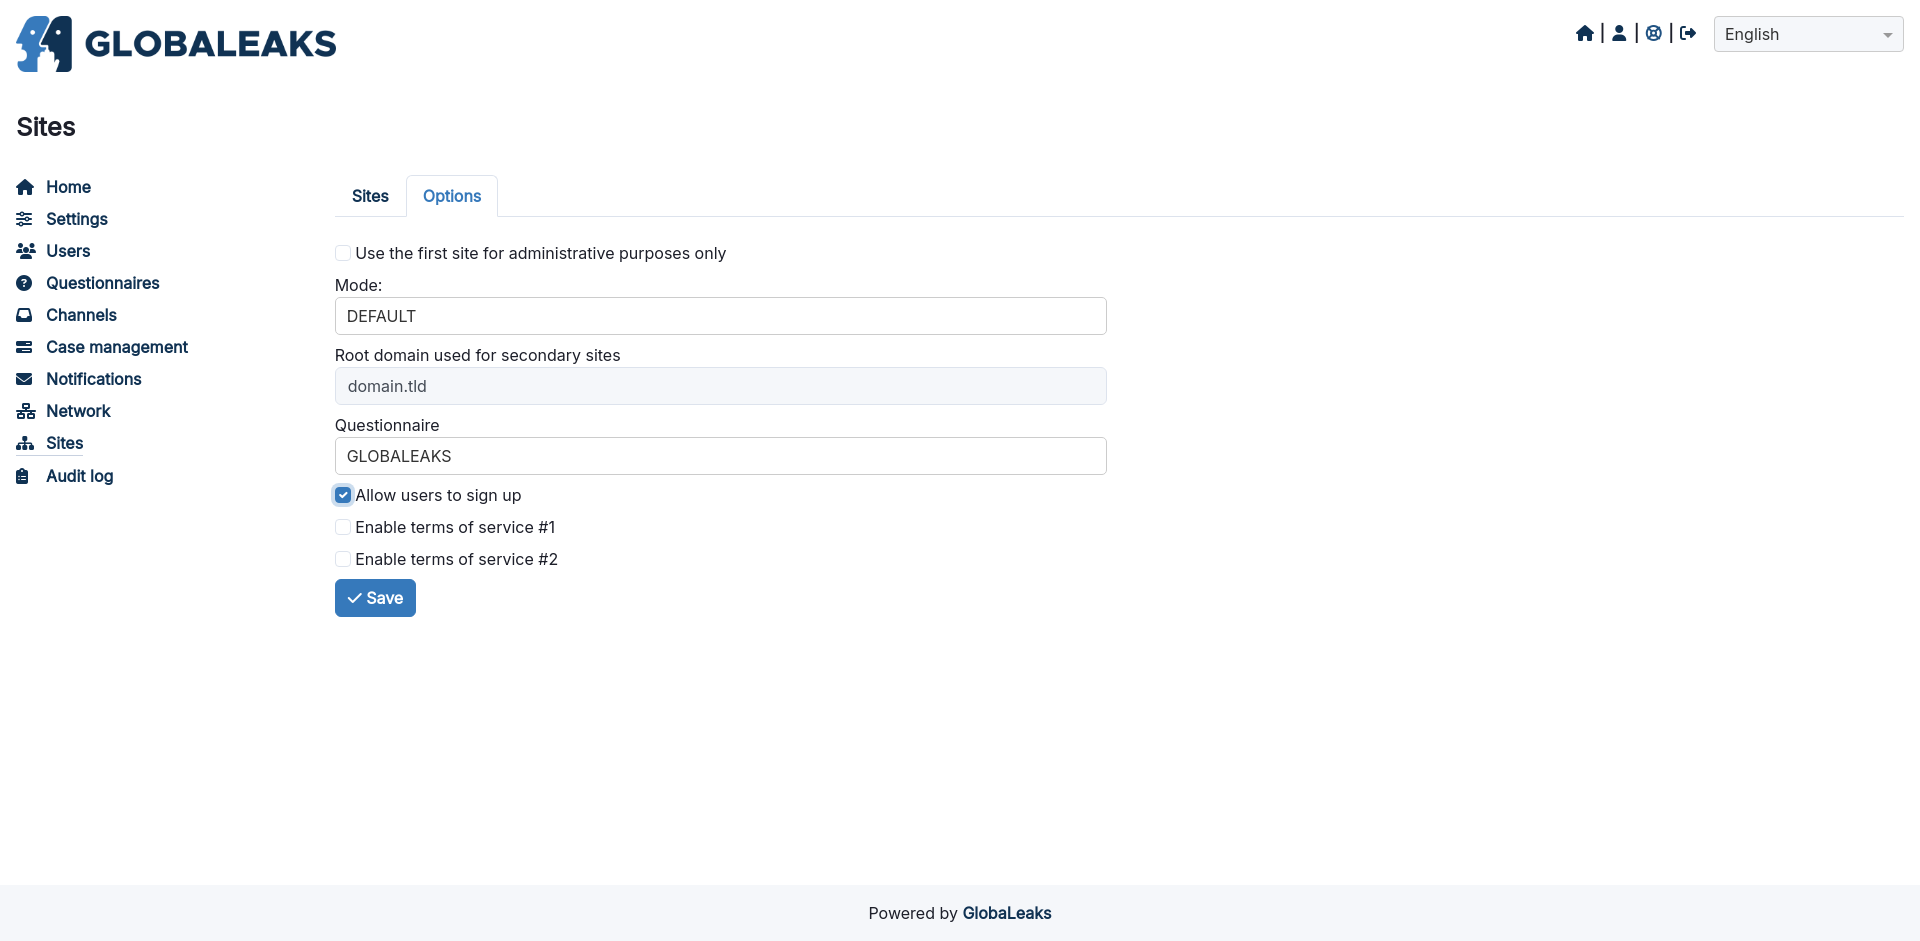 GLOBALEAKS
| | |
English
Sites
Home
Settings
Users
Questionnaires
Channels
Case management
Notifications
Network
Sites
Audit log
Sites Options
Use the first site for administrative purposes only
Mode:
DEFAULT
Root domain used for secondary sites
domain.tld
Questionnaire
GLOBALEAKS
Allow users to sign up
Enable terms of service #1
Enable terms of service #2
Save
Powered by GlobaLeaks